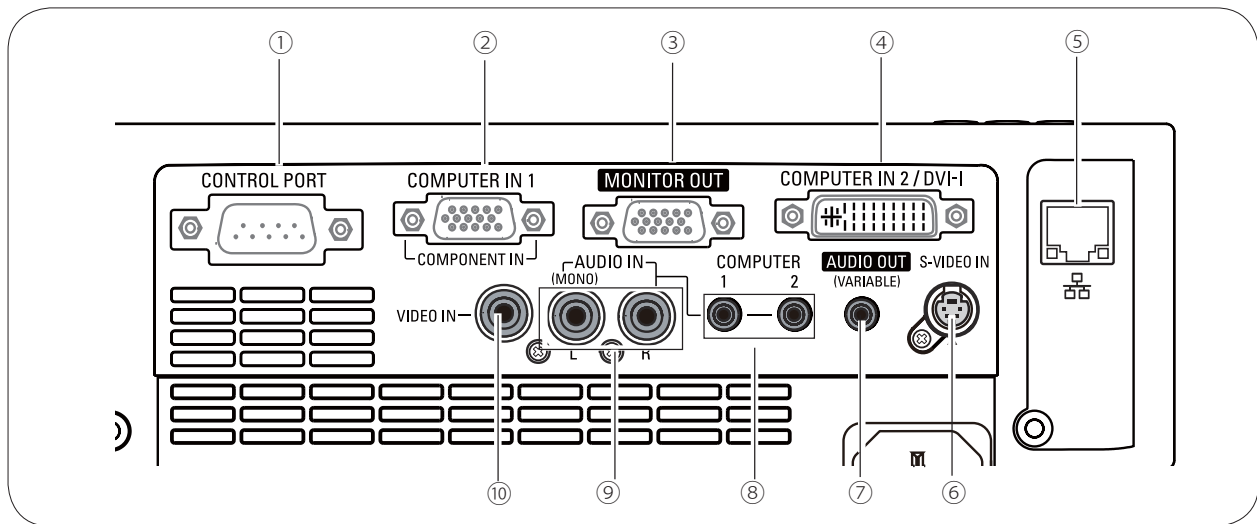 ① ② ③ ④ ⑤
CONTROL PORT COMPUTER IN 1 MONITOR OUT COMPUTER IN 2 / DVI-I
COMPONENT IN
AUDIO IN COMPUTER AUDIO OUT S-VIDEO IN
(MONO) 1 2 (VARIABLE)
VIDEO IN
L R
⑩ ⑨ ⑧ ⑦ ⑥